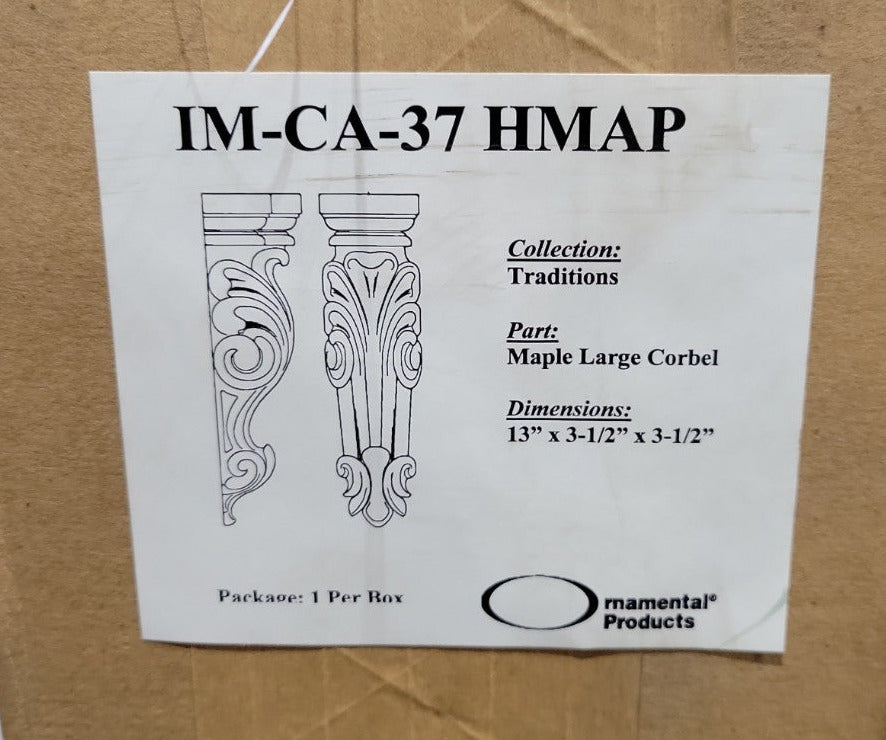 IM-CA-37 HMAP
Collection:
Traditions
Part:
Maple Large Corbel
Dimensions:
13” x 3-1/2” x 3-1/2”
Package: 1 Per Box
Ornamental®
Products